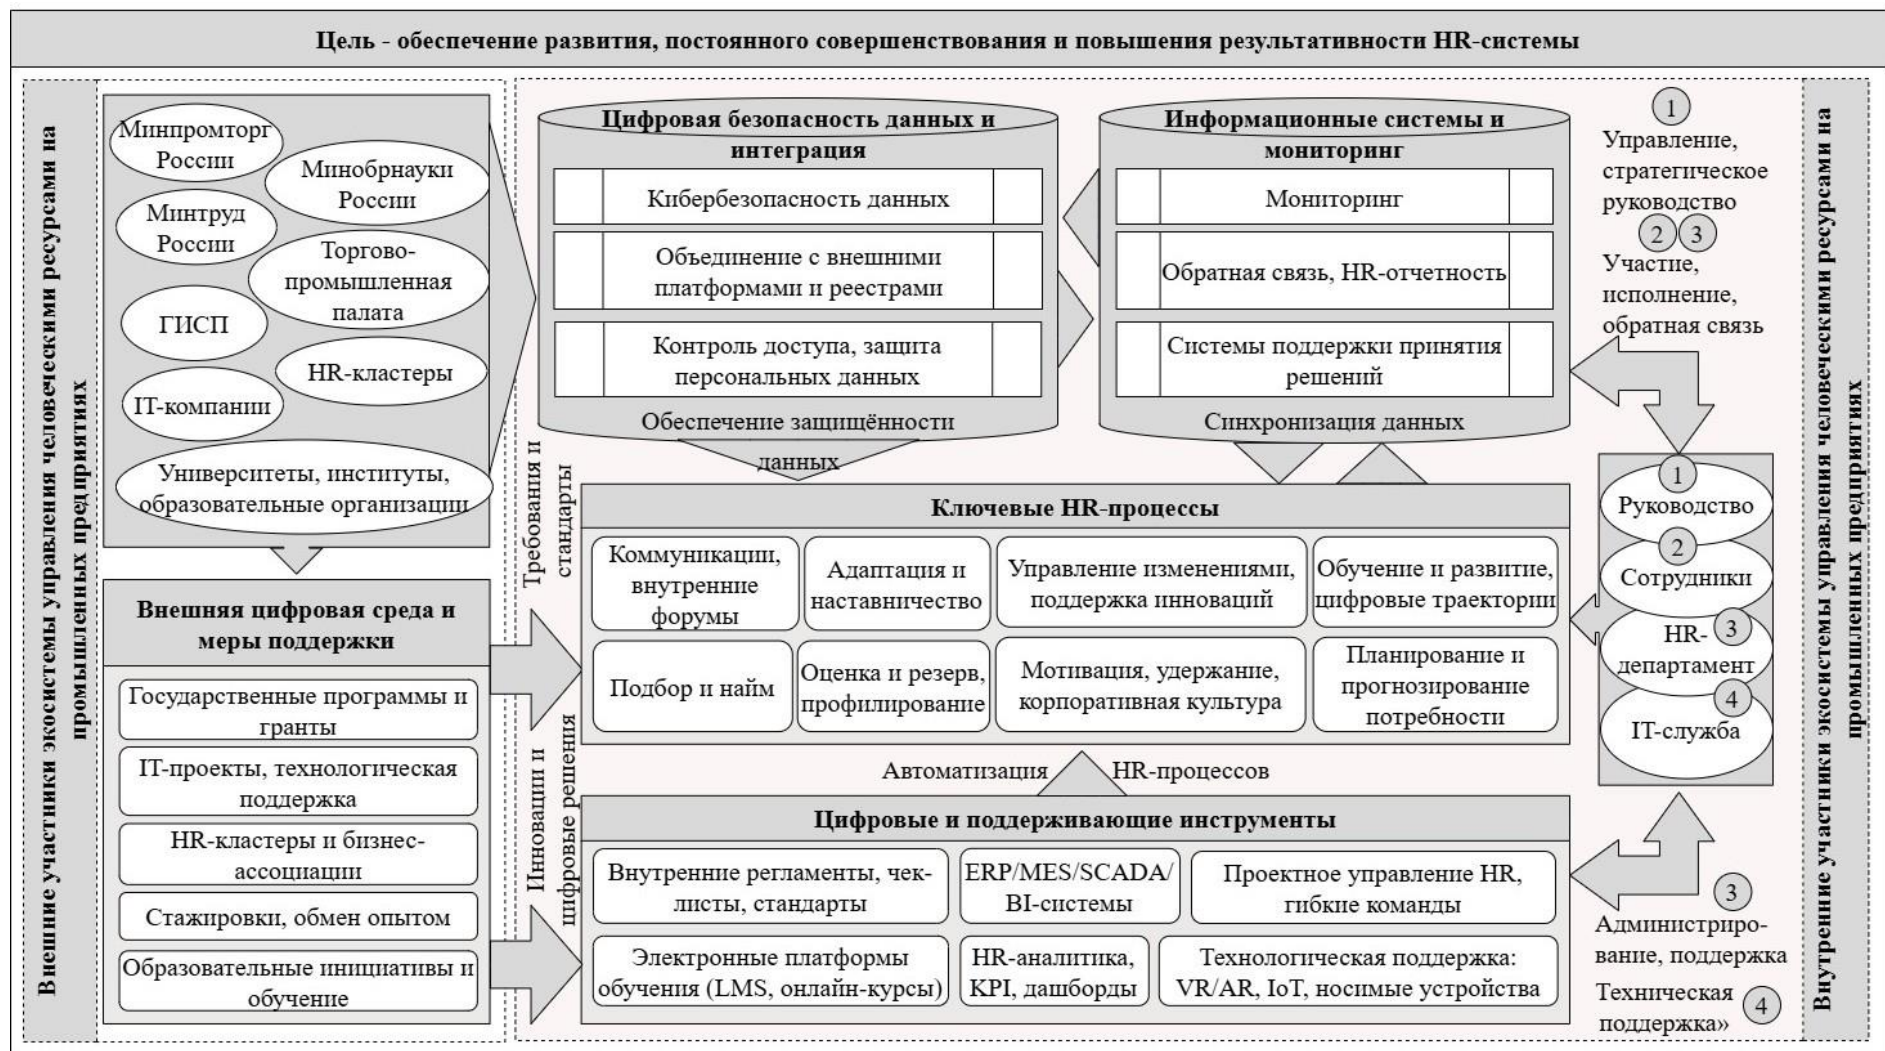 Цель - обеспечение развития, постоянного совершенствования и повышения результативности HR-системы
Внешние участники экосистемы управления человеческими ресурсами на
промышленных предприятиях
Минпромторг
России
Минобрнауки
России
Минтруд
России
Торгово-
промышленная
палата
ГИСП
HR-кластеры
IT-компании
Университеты, институты,
образовательные организации
Внешняя цифровая среда и
меры поддержки
Государственные программы и
гранты
IT-проекты, технологическая
поддержка
HR-кластеры и бизнес-
ассоциации
Стажировки, обмен опытом
Образовательные инициативы и
обучение
Требования и
стандарты
Инновации и
цифровые решения
Цифровая безопасность данных и
интеграция
Кибербезопасность данных
Объединение с внешними
платформами и реестрами
Контроль доступа, защита
персональных данных
Обеспечение защищённости
данных
Информационные системы и
мониторинг
Мониторинг
Обратная связь, HR-отчетность
Системы поддержки принятия
решений
Синхронизация данных
Ключевые HR-процессы
Коммуникации,
внутренние
форумы
Адаптация и
наставничество
Управление изменениями,
поддержка инноваций
Обучение и развитие,
цифровые траектории
Подбор и найм
Оценка и резерв,
профилирование
Мотивация, удержание,
корпоративная культура
Планирование и
прогнозирование
потребности
Автоматизация HR-процессов
Цифровые и поддерживающие инструменты
Внутренние регламенты, чек-
листы, стандарты
ERP/MES/SCADA/
BI-системы
Проектное управление HR,
гибкие команды
Электронные платформы
обучения (LMS, онлайн-курсы)
HR-аналитика,
KPI, дашборды
Технологическая поддержка:
VR/AR, IoT, носимые устройства
1
Управление,
стратегическое
руководство
2 3
Участие,
исполнение,
обратная связь
1
Руководство
2
Сотрудники
HR- 3
департамент
4
IT-служба
3
Администриро-
вание, поддержка
Техническая 4
поддержка»
Внутренние участники экосистемы управления человеческими ресурсами на
промышленных предприятиях